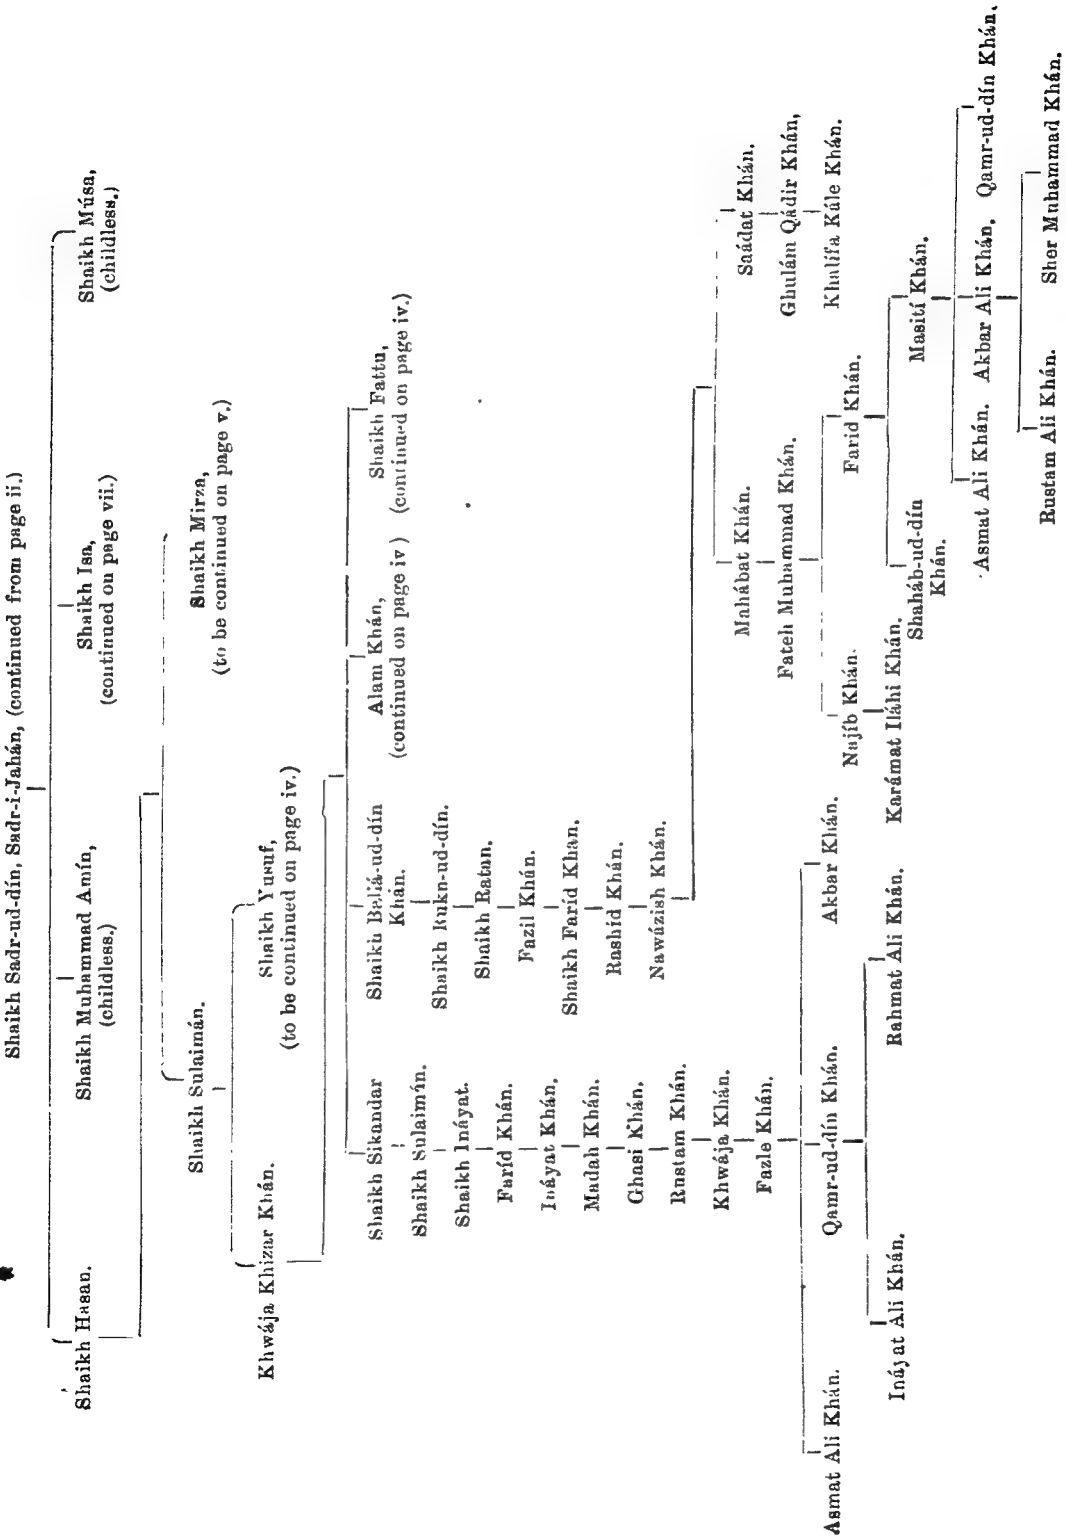 Shaikh Sadr-ud-dín, Sadr-i-Jahán, (continued from page ii.)
Shaikh Hasan.
Shaikh Muhammad Amín,
(childless.)
Shaikh Isa,
(continued on page vii.)
Shaikh Músa,
(childless.)
Shaikh Sulaimán.
Shaikh Mirza,
(to be continued on page v.)
Khwája Khizar Khán.
Shaikh Yusuf,
(to be continued on page iv.)
Shaikh Sikandar
Shaikh Bahá-ud-dín
Khán.
Alam Khán,
(continued on page iv)
Shaikh Fattu,
(continued on page iv.)
Shaikh Sulaimán.
Shaikh Ináyat.
Faríd Khán.
Ináyat Khán.
Madah Khán.
Ghasi Khán.
Rustam Khán.
Khwája Khán.
Fazle Khán.
Shaikh Rukn-ud-dín.
Shaikh Ratun.
Fazil Khán.
Shaikh Faríd Khan.
Rashíd Khán.
Nawázish Khán.
Mahábat Khán.
Saádat Khán.
Fateh Muhammad Khán.
Ghulám Qádir Khán,
Khalífa Kúle Khán.
Asmat Ali Khán.
Qamr-ud-dín Khán.
Akbar Khán.
Najíb Khán.
Farid Khán.
Ináyat Ali Khán.
Rahmat Ali Khán.
Karámat Iláhi Khán.
Shaháb-ud-dín
Khán.
Masití Khán.
Asmat Ali Khán. Akbar Ali Khán. Qamr-ud-dín Khán.
Rustam Ali Khán. Sher Muhammad Khán.